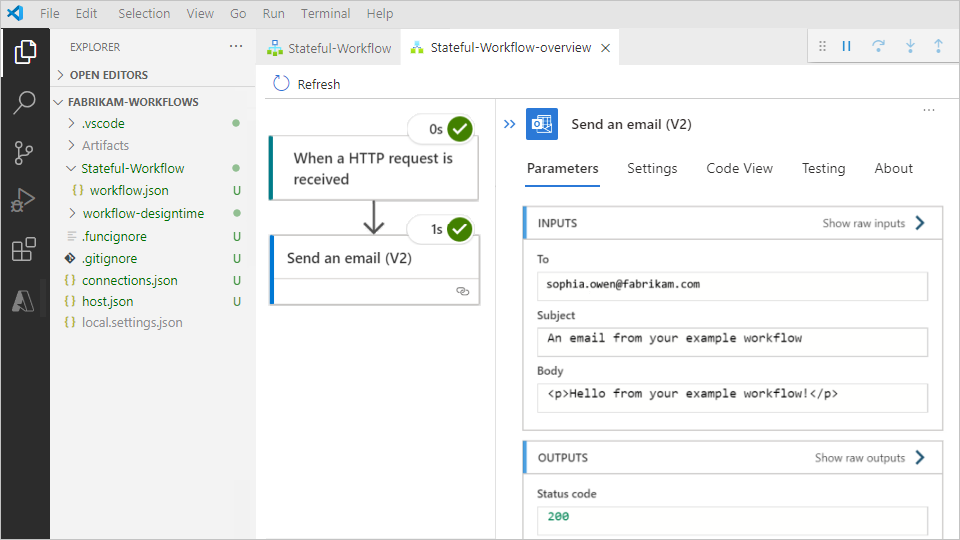 File Edit Selection View Go Run Terminal Help
EXPLORER ...
OPEN EDITORS
FABRIKAM-WORKFLOWS
.vscode
Artifacts
Stateful-Workflow
{} workflow.json U
workflow-designtime
.funcignore U
.gitignore U
{} connections.json U
{} host.json U
{} local.settings.json
Stateful-Workflow Stateful-Workflow-overview
Refresh
0s
When a HTTP request is
received
1s
Send an email (V2)
...
Send an email (V2)
Parameters Settings Code View Testing About
INPUTS Show raw inputs
To
sophia.owen@fabrikam.com
Subject
An email from your example workflow
Body
<p>Hello from your example workflow!</p>
OUTPUTS Show raw outputs
Status code
200